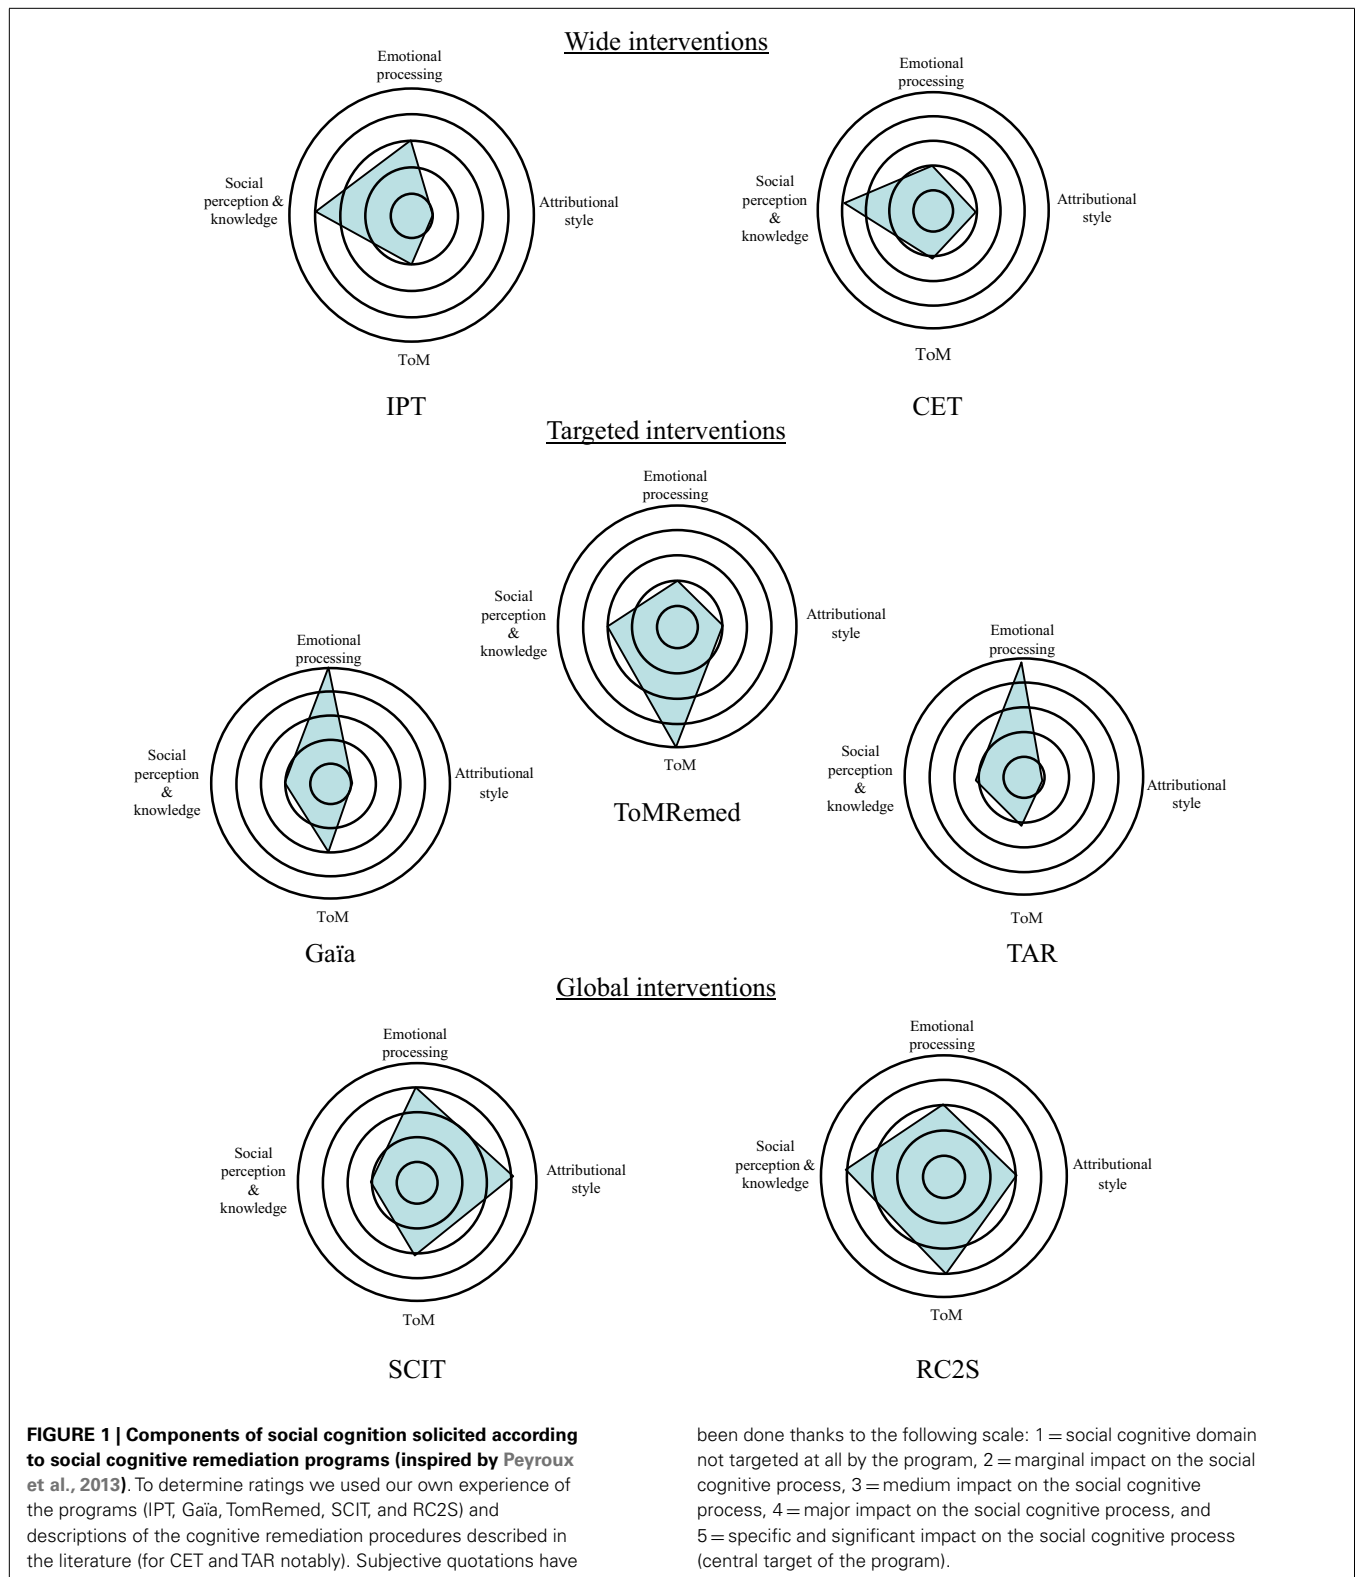 Wide interventions
Emotional
processing
Social
perception &
knowledge
Attributional
style
ToM
IPT
Emotional
processing
Social
perception
&
knowledge
Attributional
style
ToM
CET
Targeted interventions
Emotional
processing
Social
perception
&
knowledge
Attributional
style
ToM
ToMRemed
Emotional
processing
Social
perception
&
knowledge
Attributional
style
ToM
Gaïa
Emotional
processing
Social
perception
&
knowledge
Attributional
style
ToM
TAR
Global interventions
Emotional
processing
Social
perception
&
knowledge
Attributional
style
ToM
SCIT
Emotional
processing
Social
perception &
knowledge
Attributional
style
ToM
RC2S
FIGURE 1 | Components of social cognition solicited according
to social cognitive remediation programs (inspired by Peyroux
et al., 2013). To determine ratings we used our own experience of
the programs (IPT, Gaïa, TomRemed, SCIT, and RC2S) and
descriptions of the cognitive remediation procedures described in
the literature (for CET and TAR notably). Subjective quotations have
been done thanks to the following scale: 1 = social cognitive domain
not targeted at all by the program, 2 = marginal impact on the social
cognitive process, 3 = medium impact on the social cognitive
process, 4 = major impact on the social cognitive process, and
5 = specific and significant impact on the social cognitive process
(central target of the program).